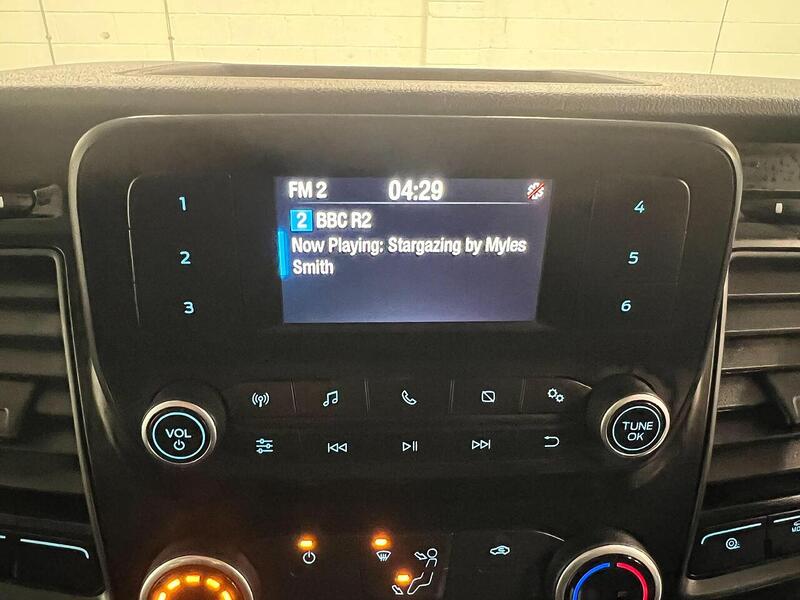 FM 2 04:29
2 BBC R2
Now Playing: Stargazing by Myles
Smith
1
2
3
4
5
6
VOL
TUNE
OK